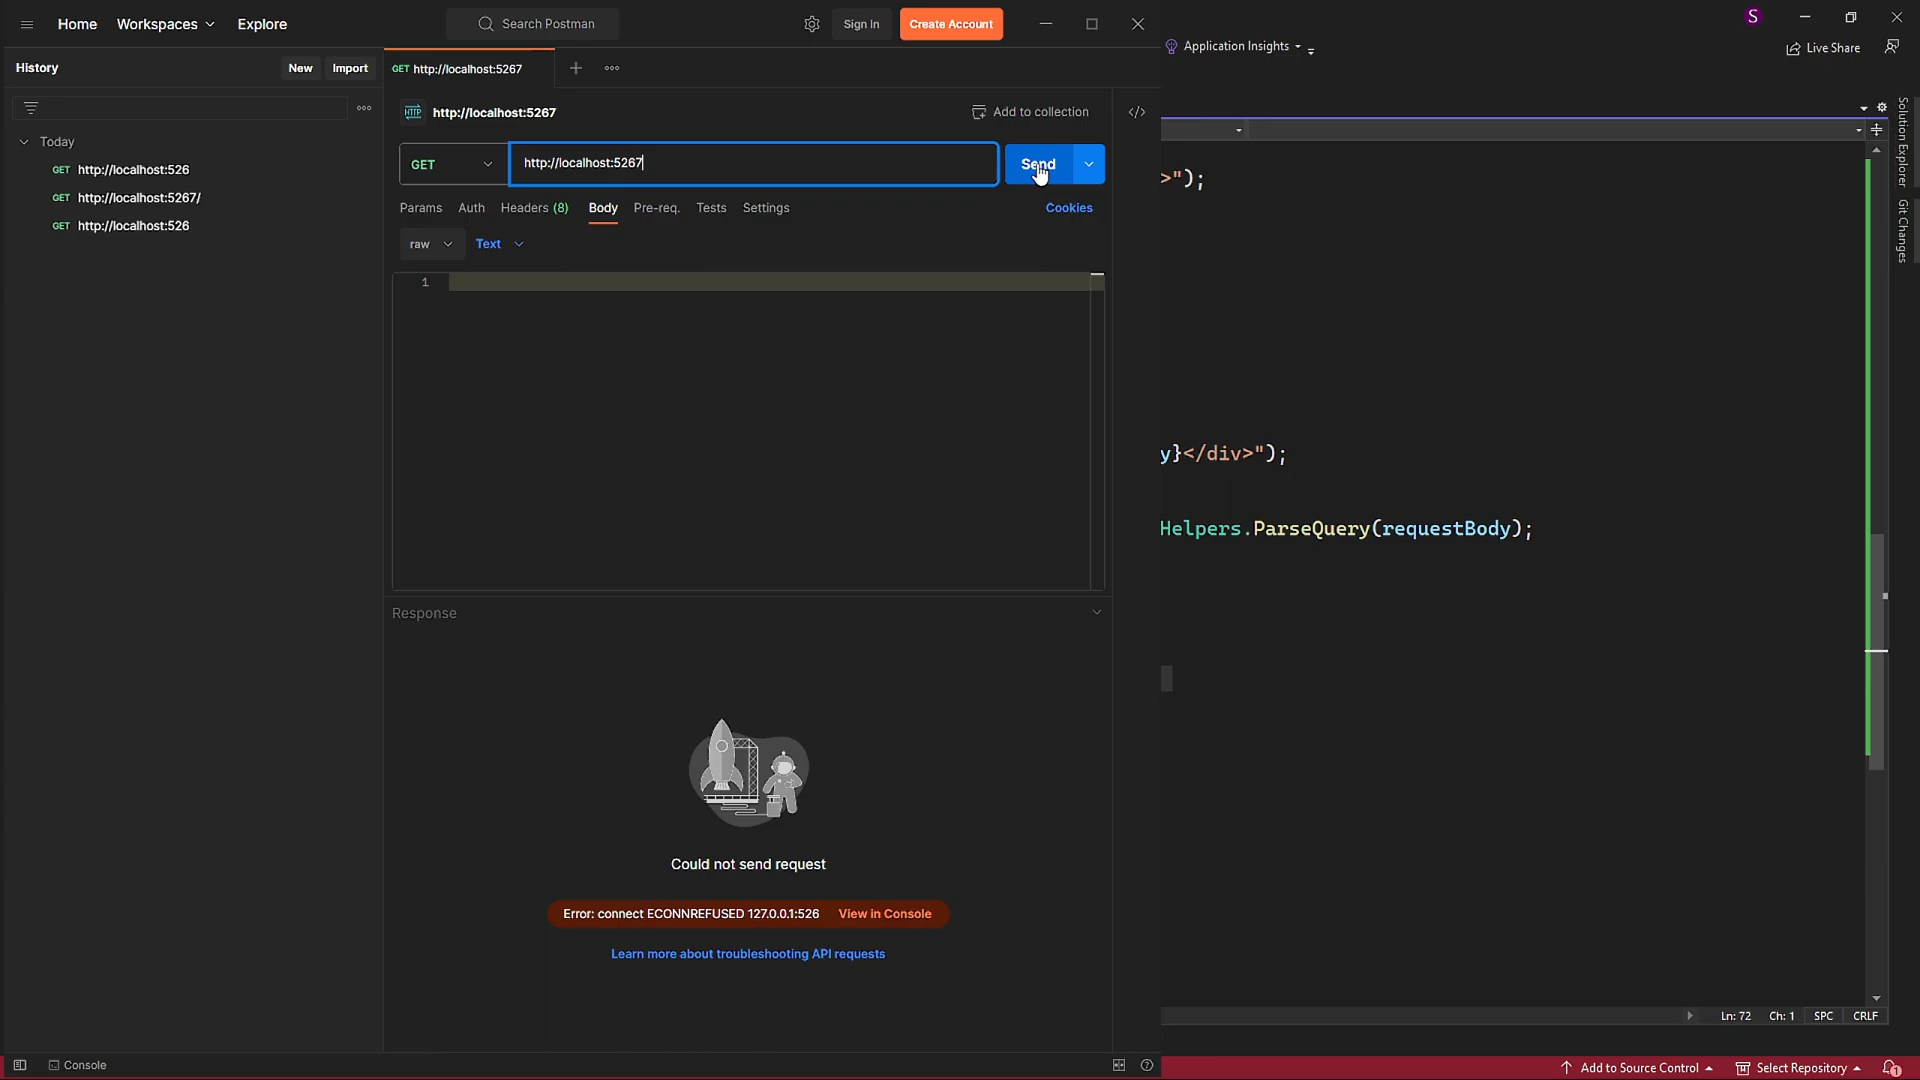 Home Workspaces Explore Search Postman Sign In Create Account
S
Application Insights
Live Share
History New Import
GET http://localhost:5267
Today
GET http://localhost:526
GET http://localhost:5267/
GET http://localhost:526
HTTP http://localhost:5267 Add to collection </>
GET http://localhost:5267 Send
Params Auth Headers (8) Body Pre-req. Tests Settings Cookies
raw Text
1
Response
Could not send request
Error: connect ECONNREFUSED 127.0.0.1:526 View in Console
Learn more about troubleshooting API requests
Console
>");
y}</div>");
Helpers.ParseQuery(requestBody);
Solution Explorer
Git Changes
Ln: 72 Ch: 1 SPC CRLF
Add to Source Control Select Repository 1